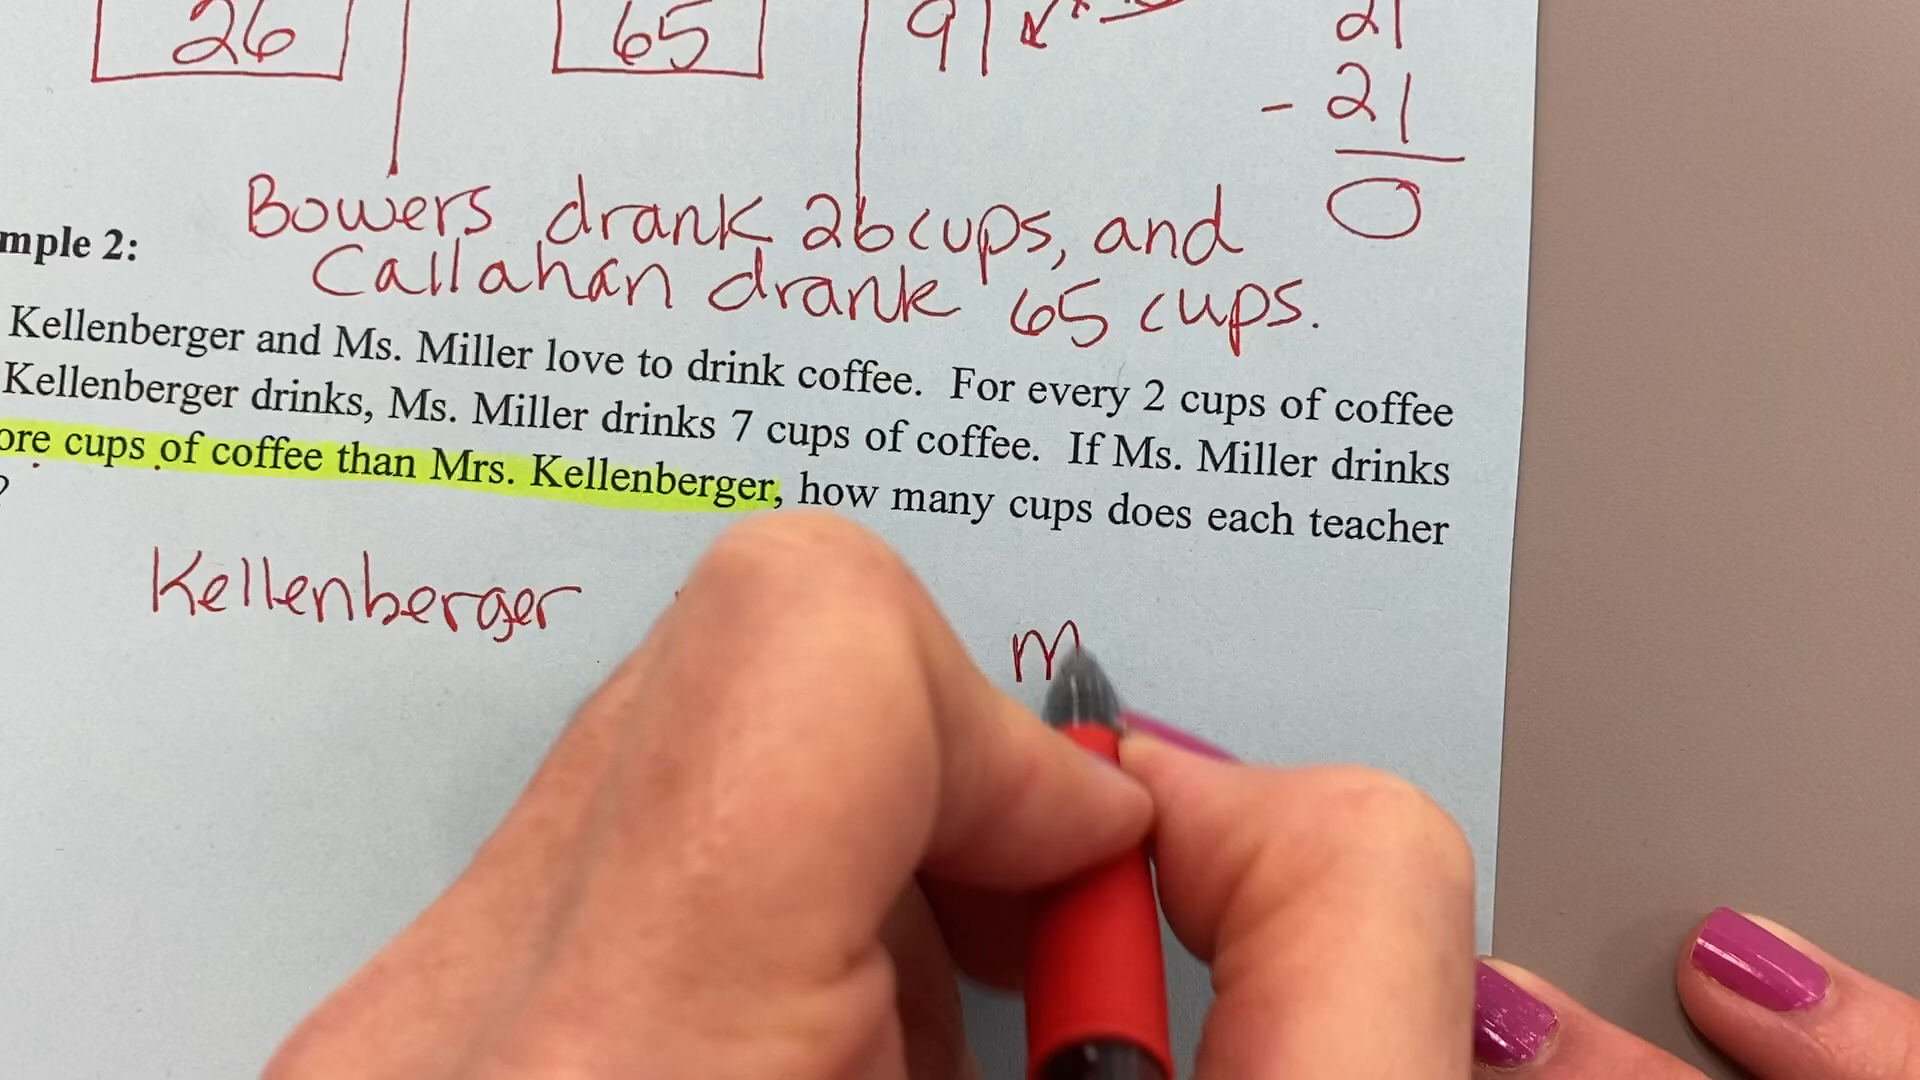 26 65 91 21
- 21
0
Bowers drank 26 cups, and
Callahan drank 65 cups.
mple 2:
Kellenberger and Ms. Miller love to drink coffee. For every 2 cups of coffee
Kellenberger drinks, Ms. Miller drinks 7 cups of coffee. If Ms. Miller drinks
ore cups of coffee than Mrs. Kellenberger, how many cups does each teacher
?
Kellenberger M